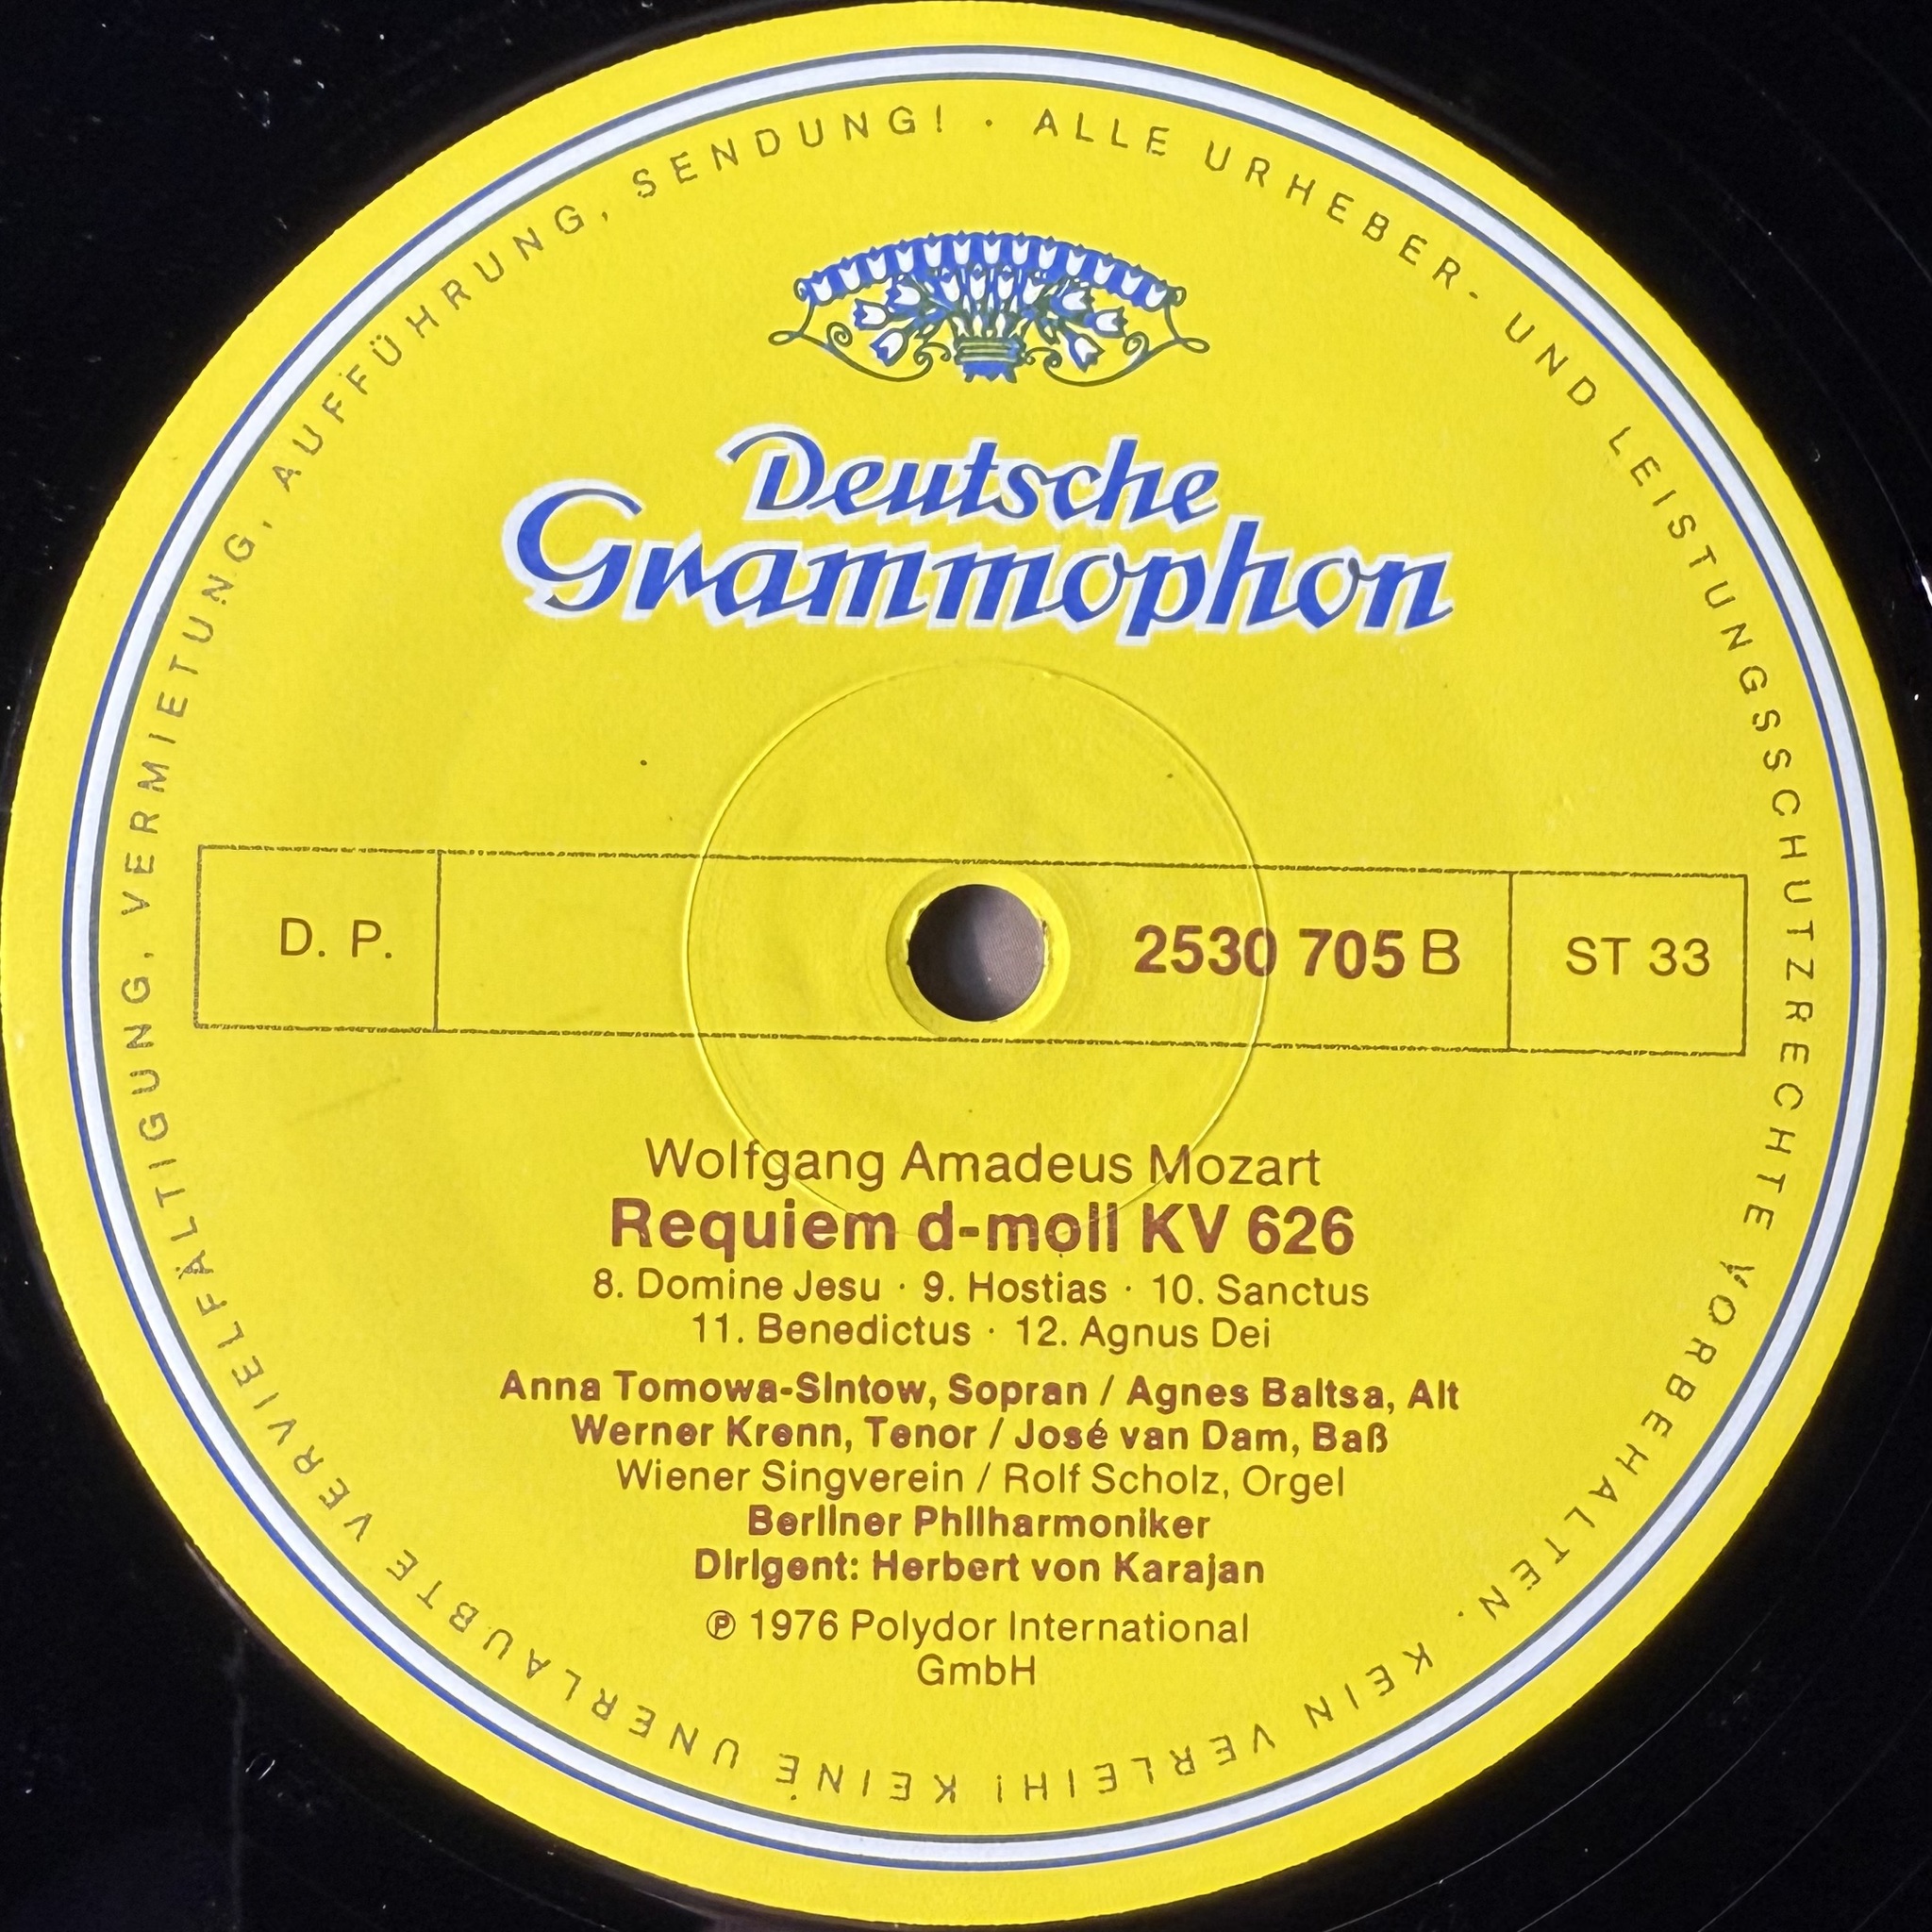 ALLE URHEBER- UND LEISTUNGSSCHUTZRECHTE VORBEHALTEN. KEIN VERLEIH! KEINE UNERLAUBTE VERVIELFÄLTIGUNG, VERMIETUNG, AUFFÜHRUNG, SENDUNG! ·
Deutsche
Grammophon
D. P.
2530 705 B
ST 33
Wolfgang Amadeus Mozart
Requiem d-moll KV 626
8. Domine Jesu · 9. Hostias · 10. Sanctus
11. Benedictus · 12. Agnus Dei
Anna Tomowa-Sintow, Sopran / Agnes Baltsa, Alt
Werner Krenn, Tenor / José van Dam, Baß
Wiener Singverein / Rolf Scholz, Orgel
Berliner Philharmoniker
Dirigent: Herbert von Karajan
℗ 1976 Polydor International
GmbH